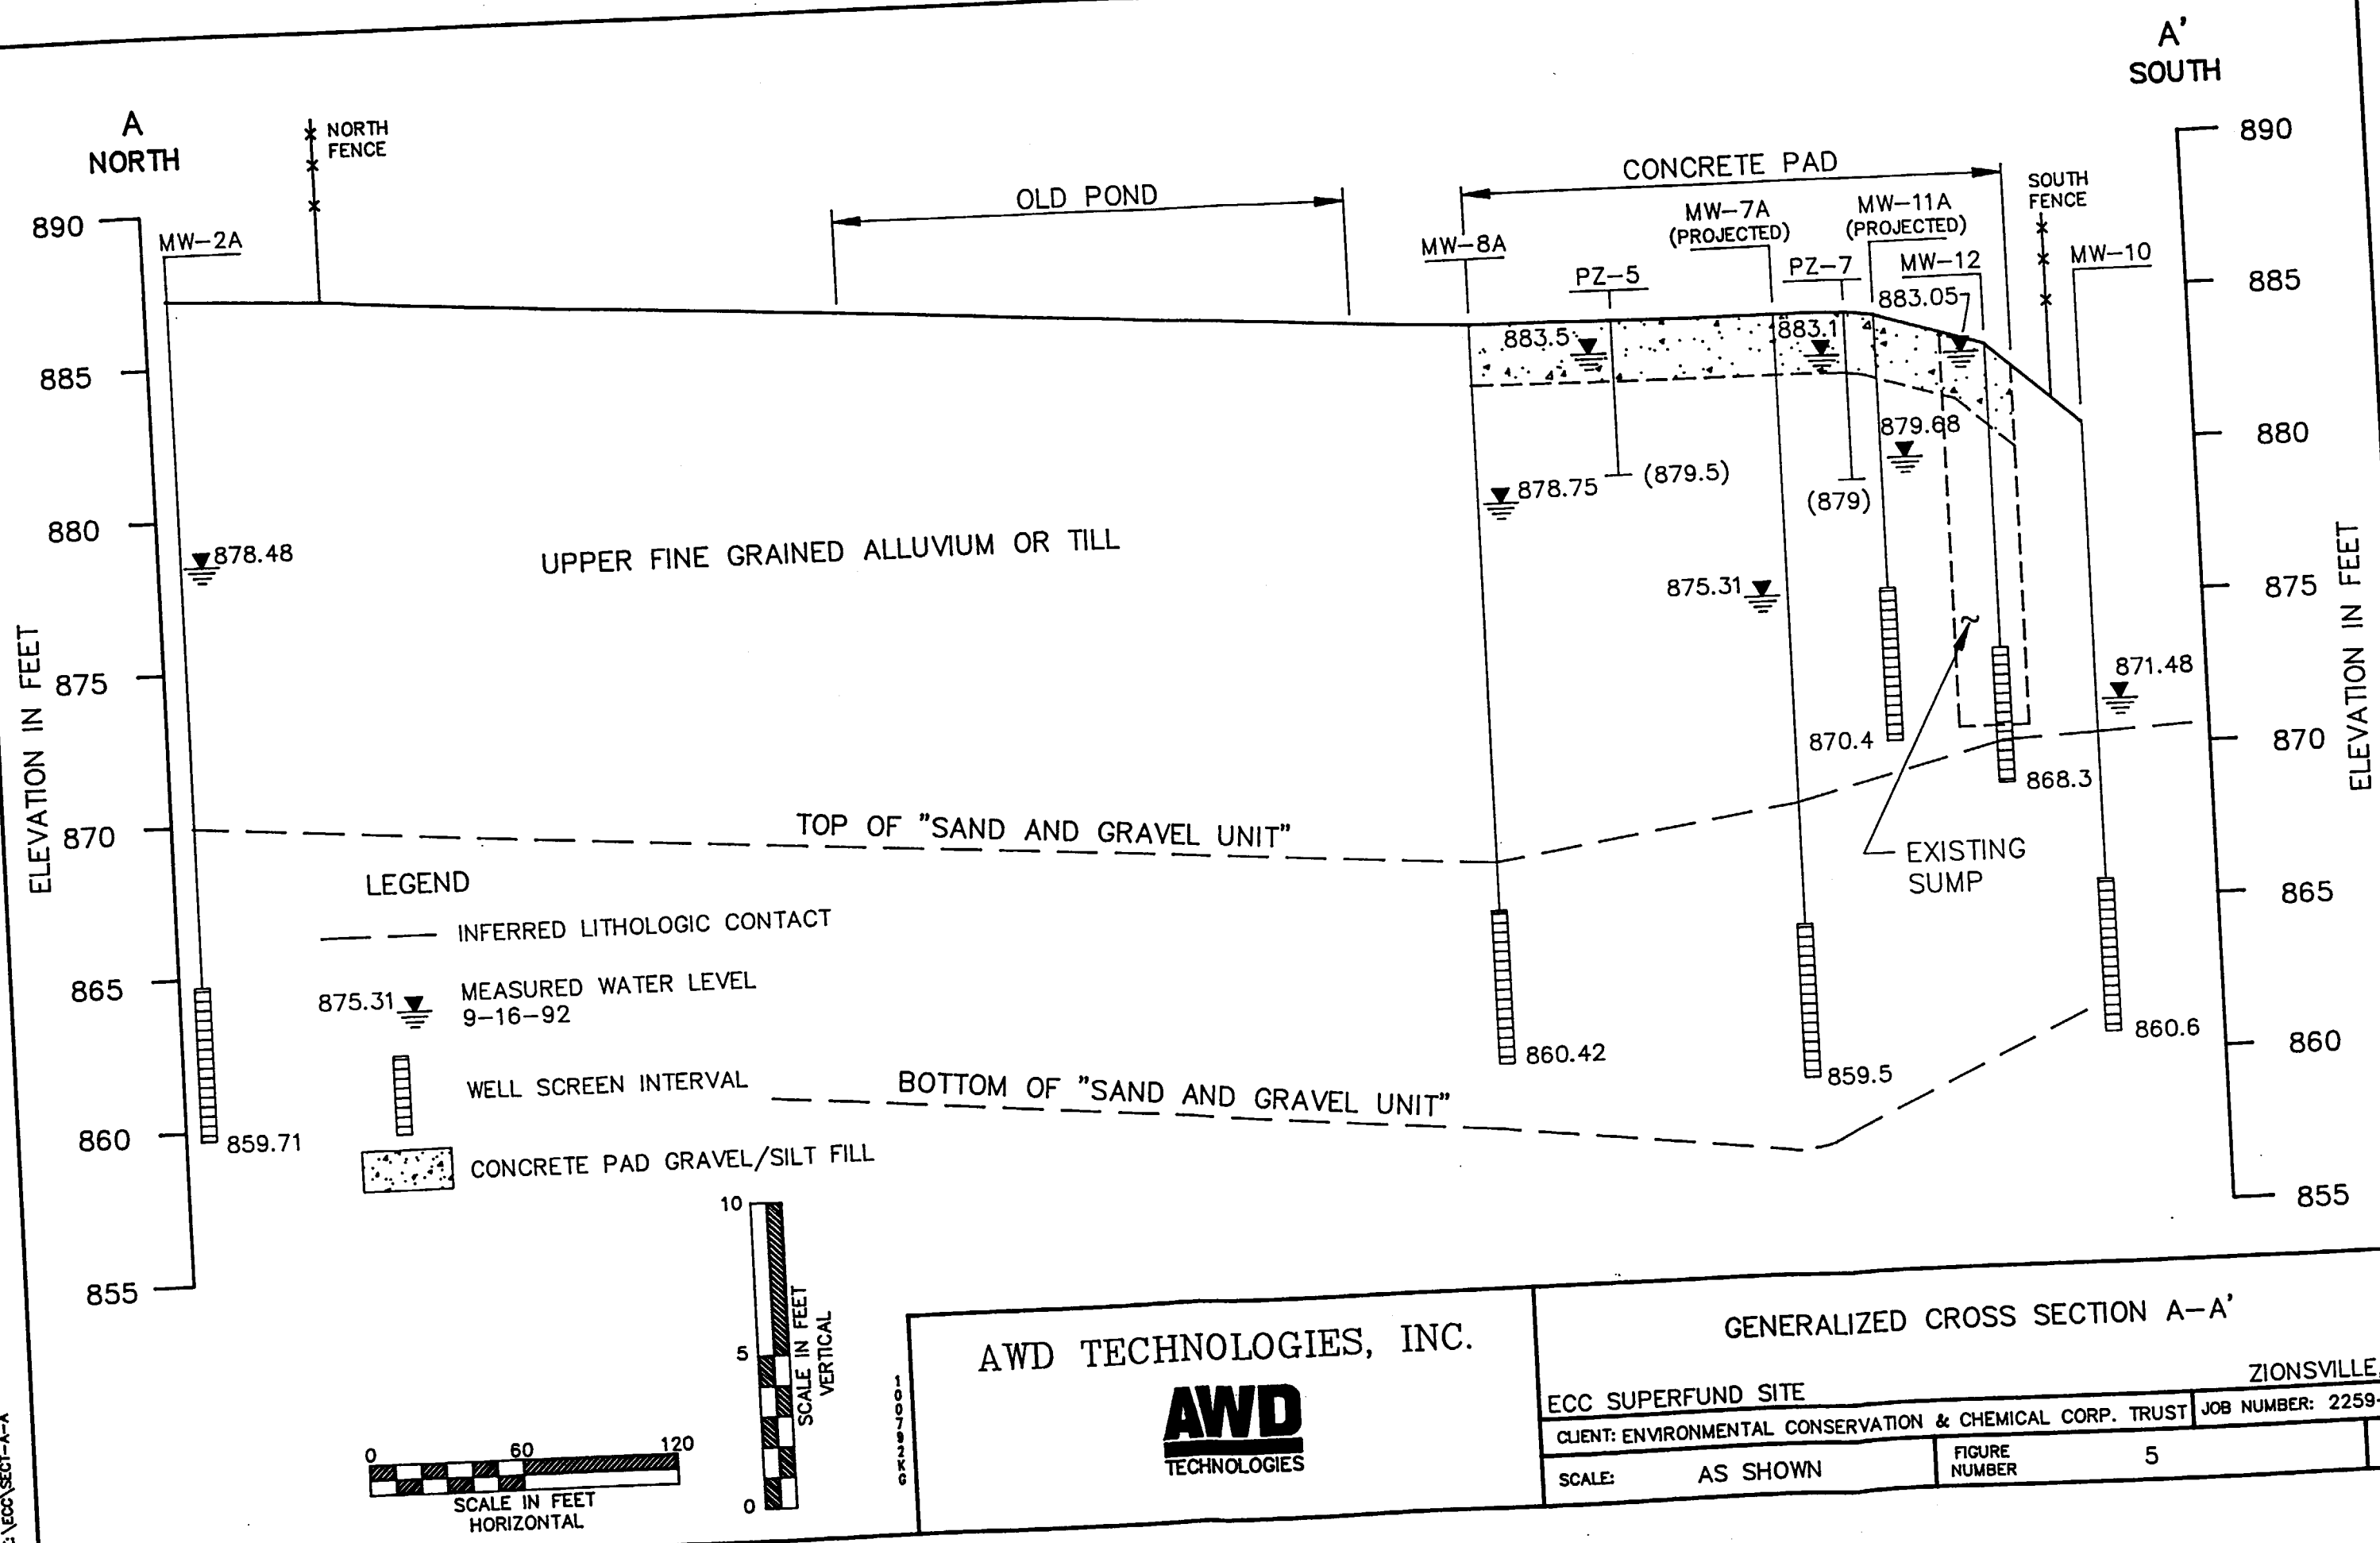 A
NORTH
A'
SOUTH
NORTH
FENCE
OLD POND
CONCRETE PAD
SOUTH
FENCE
MW-2A
MW-8A
PZ-5
MW-7A
(PROJECTED)
PZ-7
MW-11A
(PROJECTED)
MW-12
MW-10
890
885
880
875
870
865
860
855
ELEVATION IN FEET
890
885
880
875
870
865
860
855
ELEVATION IN FEET
883.5
883.1
883.05
879.68
878.75
(879.5)
(879)
878.48
875.31
871.48
870.4
868.3
UPPER FINE GRAINED ALLUVIUM OR TILL
TOP OF "SAND AND GRAVEL UNIT"
EXISTING
SUMP
860.42
859.5
860.6
859.71
BOTTOM OF "SAND AND GRAVEL UNIT"
LEGEND
INFERRED LITHOLOGIC CONTACT
875.31
MEASURED WATER LEVEL
9-16-92
WELL SCREEN INTERVAL
CONCRETE PAD GRAVEL/SILT FILL
10
5
0
SCALE IN FEET
VERTICAL
0 60 120
SCALE IN FEET
HORIZONTAL
100792KG
AWD TECHNOLOGIES, INC.
AWD
TECHNOLOGIES
GENERALIZED CROSS SECTION A-A'
ECC SUPERFUND SITE
ZIONSVILLE,
CLIENT: ENVIRONMENTAL CONSERVATION & CHEMICAL CORP. TRUST
JOB NUMBER: 2259-
SCALE: AS SHOWN
FIGURE
NUMBER
5
:\ECC\SECT-A-A